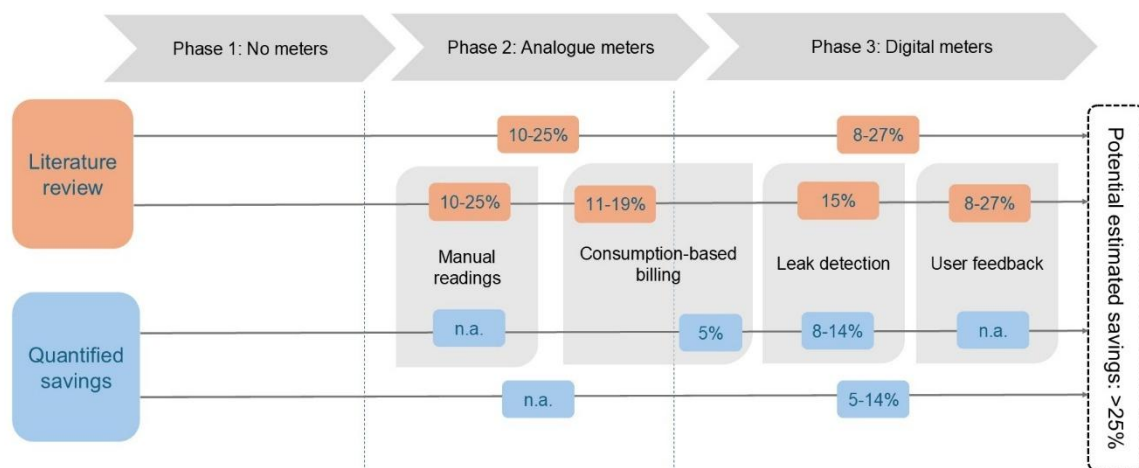 Phase 1: No meters
Phase 2: Analogue meters
Phase 3: Digital meters
Literature
review
10-25%
8-27%
10-25%
11-19%
15%
8-27%
Manual
readings
Consumption-based
billing
Leak detection
User feedback
Quantified
savings
n.a.
5%
8-14%
n.a.
n.a.
5-14%
Potential estimated savings: >25%